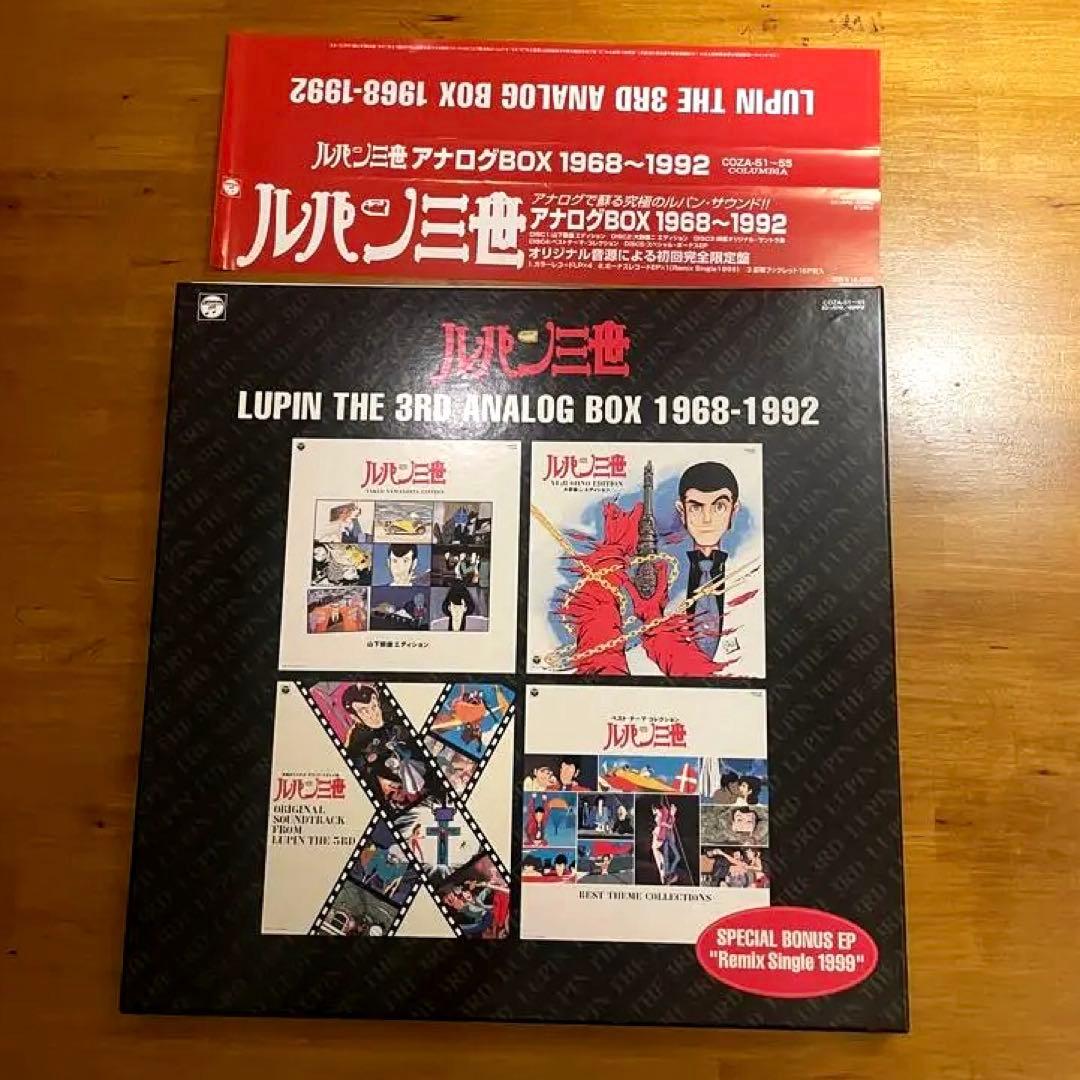 LUPIN THE 3RD ANALOG BOX 1968-1992
ルパン三世 アナログBOX 1968〜1992 COZA-51〜55
COLUMBIA
ルパン三世
アナログで蘇る究極のルパン・サウンド!!
アナログBOX 1968〜1992
オリジナル音源による初回完全限定盤
COZA-51〜55
ルパン三世
LUPIN THE 3RD ANALOG BOX 1968-1992
ルパン三世
TAKEO YAMASHITA EDITION
山下毅雄エディション
ルパン三世
YUJI OHNO EDITION
大野雄二エディション
ルパン三世
ORIGINAL
SOUNDTRACK
FROM
LUPIN THE 3RD
ベスト・テーマ・コレクション
ルパン三世
BEST THEME COLLECTIONS
SPECIAL BONUS EP
"Remix Single 1999"